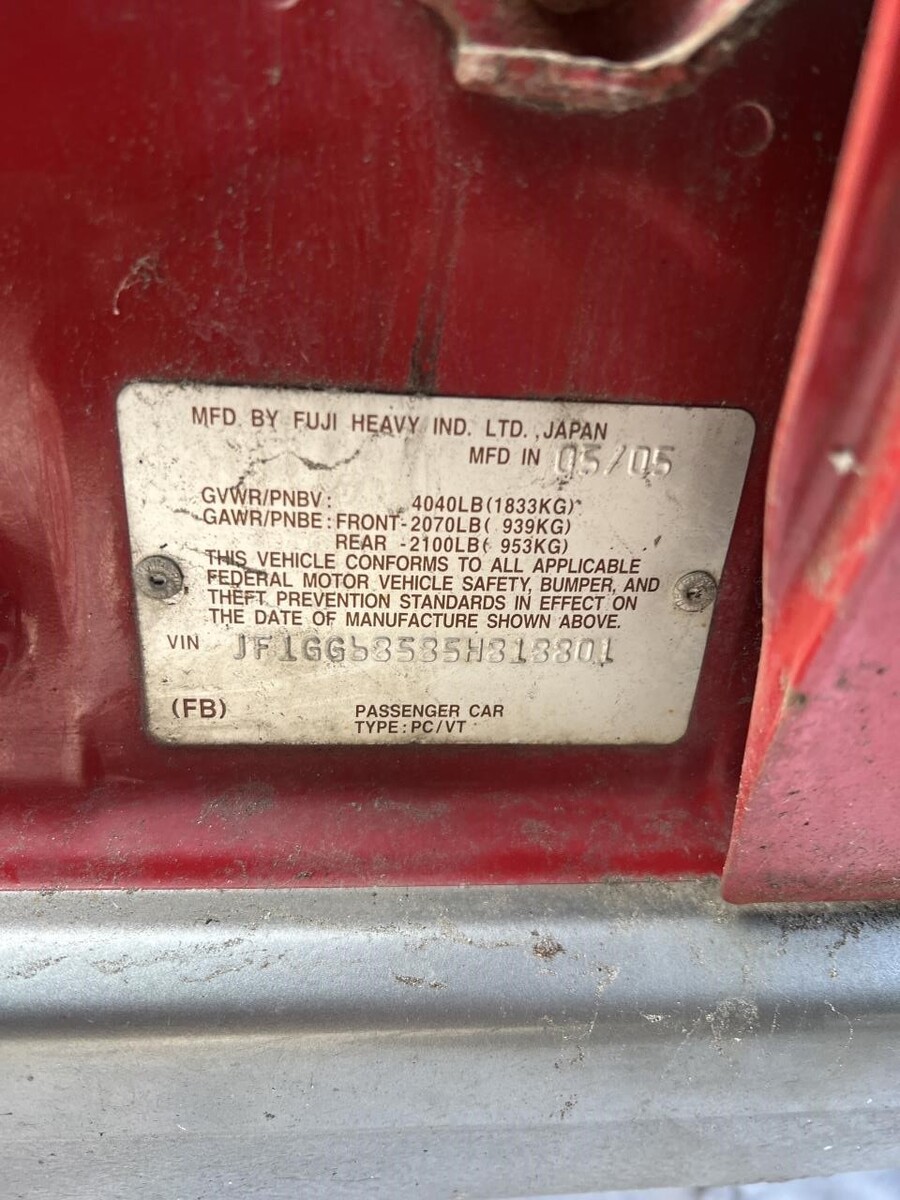 MFD. BY FUJI HEAVY IND. LTD., JAPAN
MFD IN 05/05
GVWR/PNBV: 4040LB(1833KG)
GAWR/PNBE: FRONT-2070LB( 939KG)
REAR -2100LB( 953KG)
THIS VEHICLE CONFORMS TO ALL APPLICABLE
FEDERAL MOTOR VEHICLE SAFETY, BUMPER, AND
THEFT PREVENTION STANDARDS IN EFFECT ON
THE DATE OF MANUFACTURE SHOWN ABOVE.
VIN JF1GG68585H818801
(FB) PASSENGER CAR
TYPE: PC/VT